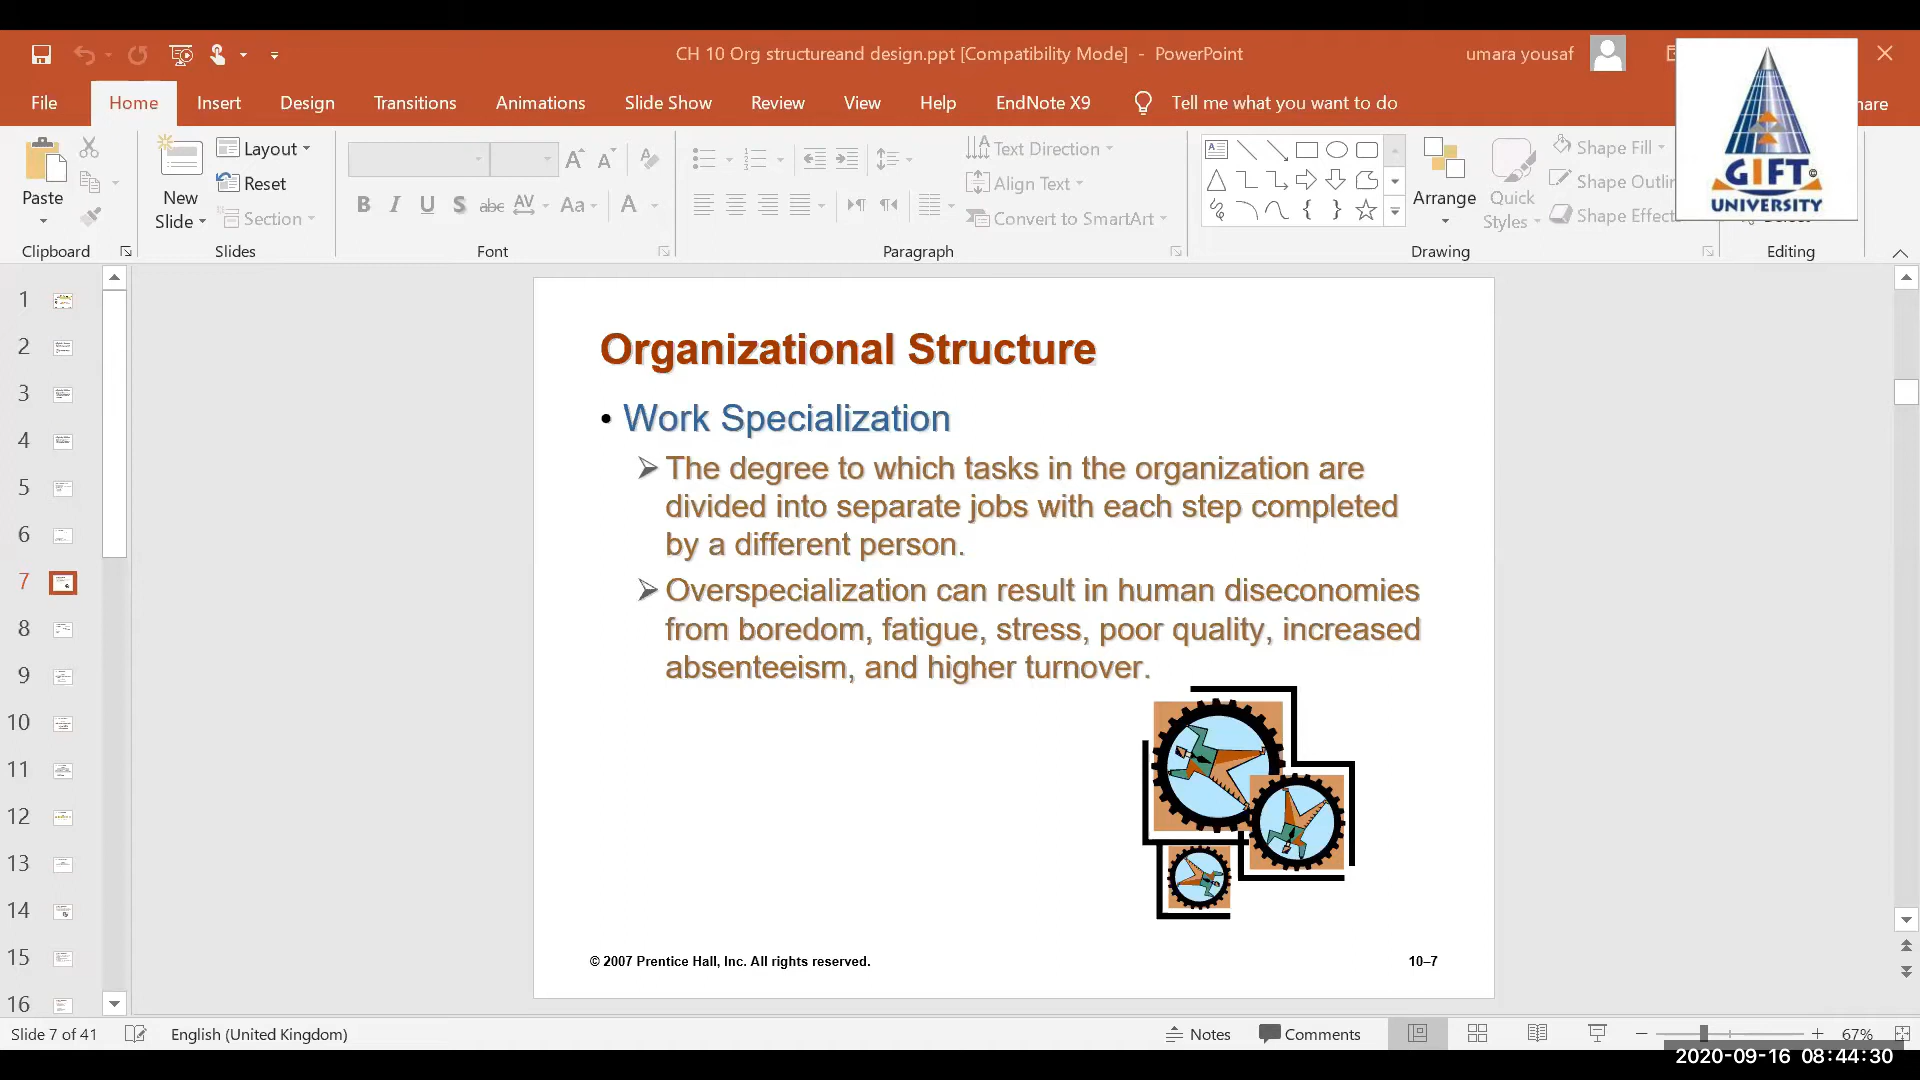 CH 10 Org structureand design.ppt [Compatibility Mode] - PowerPoint
umara yousaf
File Home Insert Design Transitions Animations Slide Show Review View Help EndNote X9 Tell me what you want to do hare
GIFT©
UNIVERSITY
Paste
New
Slide
Layout
Reset
Section
B I U S abc AV Aa A
Text Direction
Align Text
Convert to SmartArt
Arrange
Quick
Styles
Shape Fill
Shape Outlin
Shape Effects
Clipboard Slides Font Paragraph Drawing Editing
1
2
3
4
5
6
7
8
9
10
11
12
13
14
15
16
Organizational Structure
• Work Specialization
➢ The degree to which tasks in the organization are
divided into separate jobs with each step completed
by a different person.
➢ Overspecialization can result in human diseconomies
from boredom, fatigue, stress, poor quality, increased
absenteeism, and higher turnover.
© 2007 Prentice Hall, Inc. All rights reserved. 10–7
Slide 7 of 41 English (United Kingdom) Notes Comments 67%
2020-09-16 08:44:30